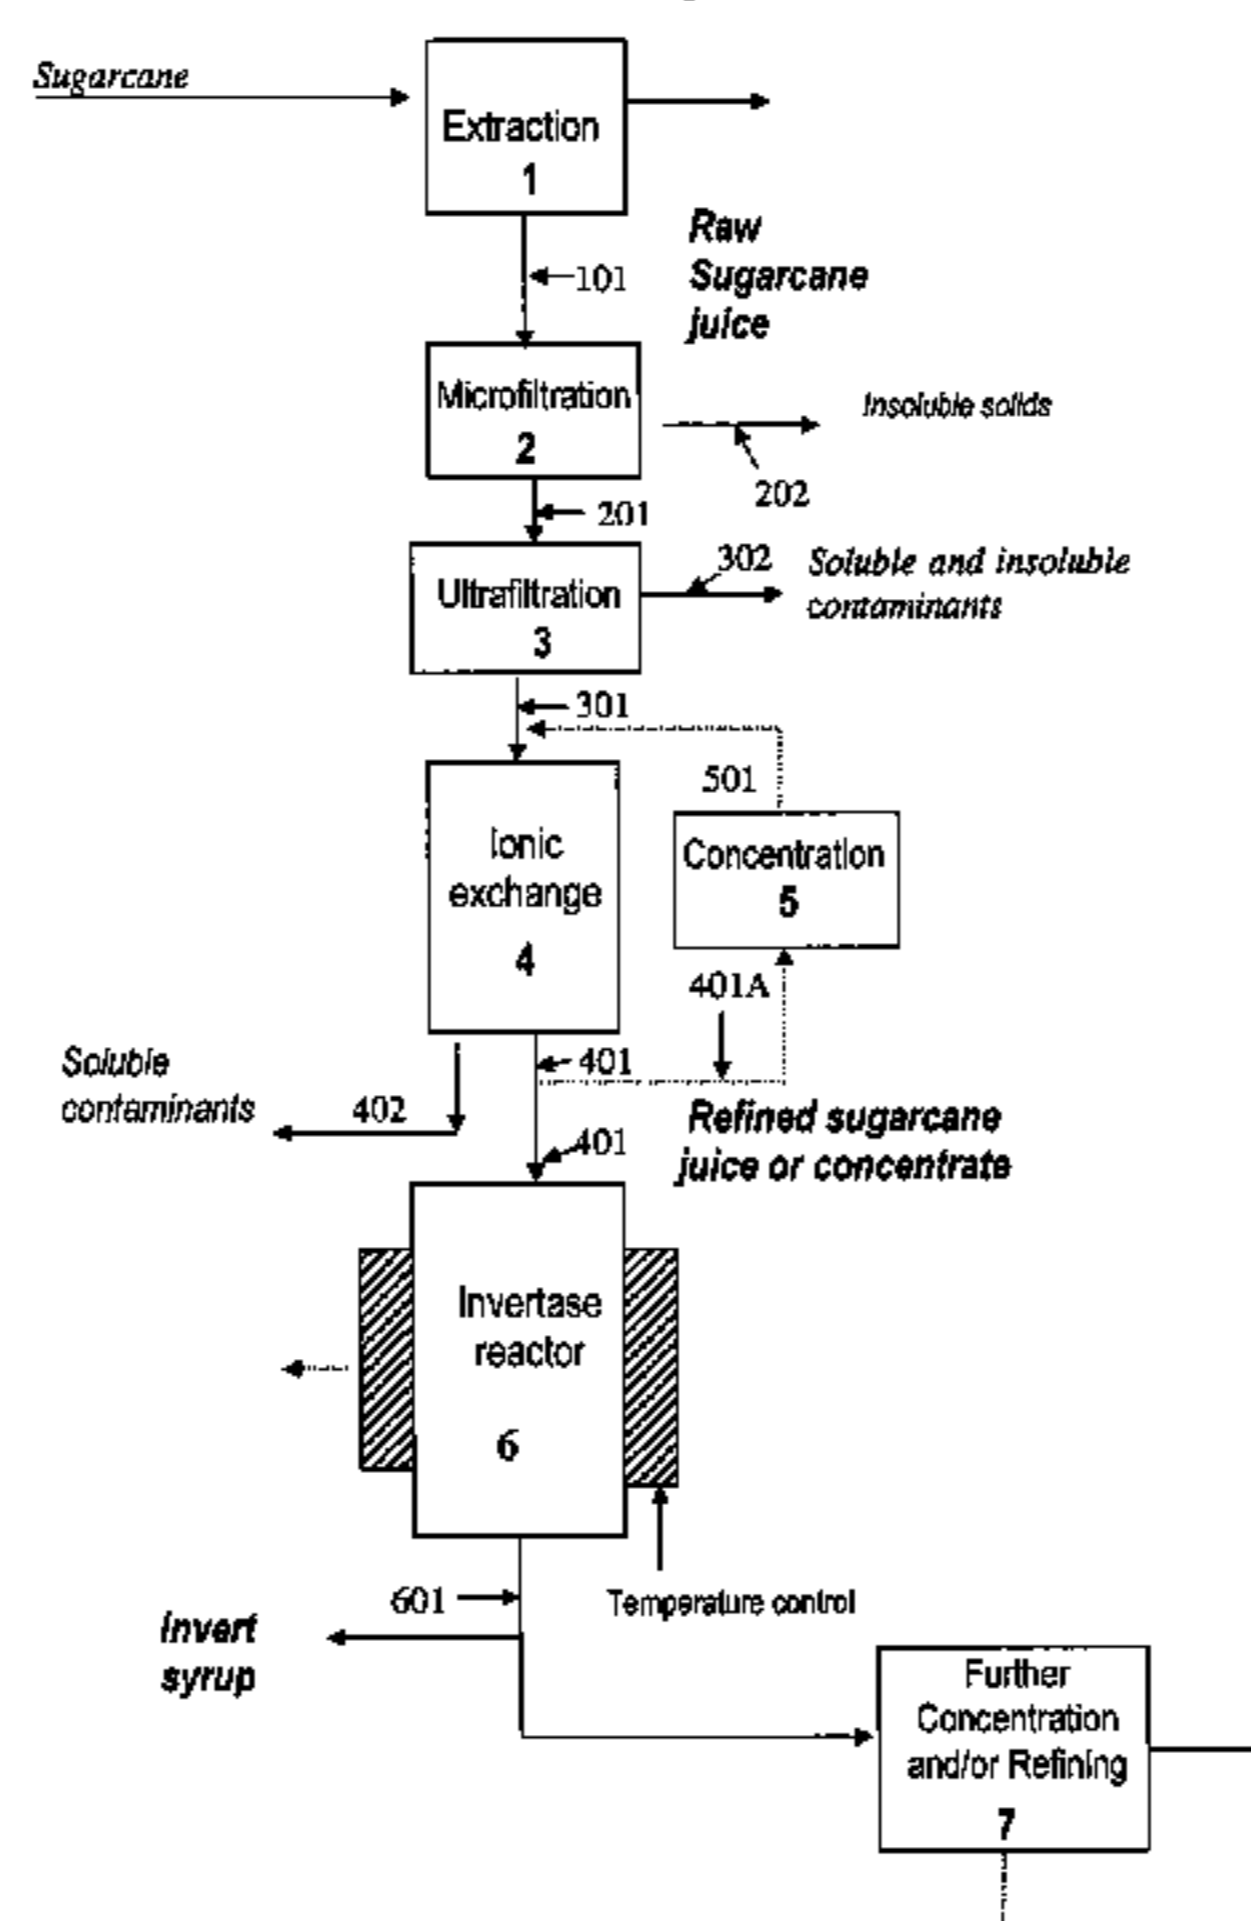 Sugarcane
Extraction
1
Raw
Sugarcane
juice
101
Microfiltration
2
Insoluble solids
202
201
302
Soluble and insoluble
contaminants
Ultrafiltration
3
301
501
Ionic
exchange
4
Concentration
5
401A
401
Soluble
contaminants
402
Refined sugarcane
juice or concentrate
401
Invertase
reactor
6
601
Temperature control
Invert
syrup
Further
Concentration
and/or Refining
7